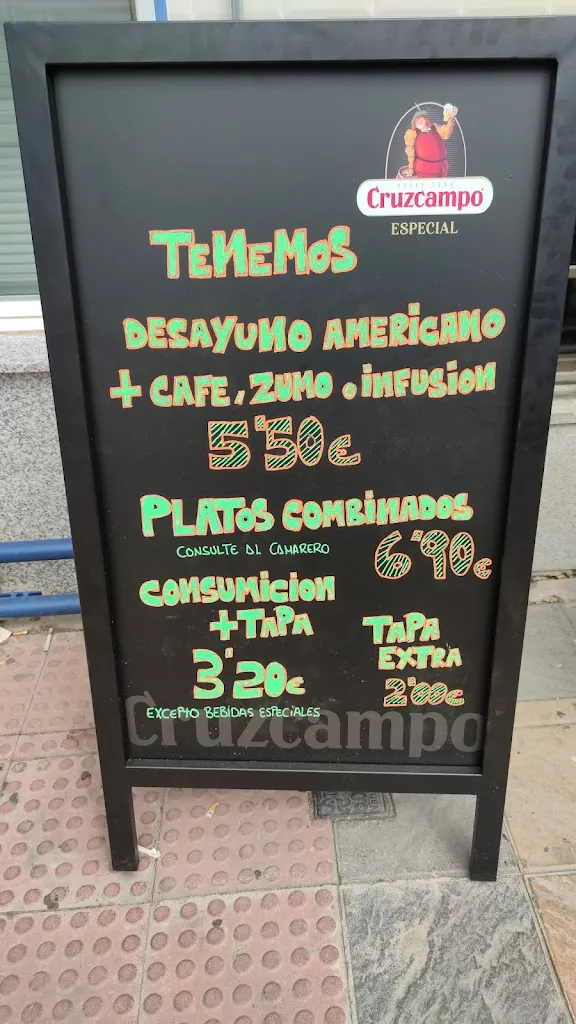 Cruzcampo
ESPECIAL
TENEMOS
DESAYUNO AMERICANO
+ CAFE, ZUMO o INFUSION
5'50€
PLATOS COMBINADOS
CONSULTE AL CAMARERO
6'90€
CONSUMICION
+ TAPA
3'20€
EXCEPTO BEBIDAS ESPECIALES
TAPA
EXTRA
2'00€
Cruzcampo